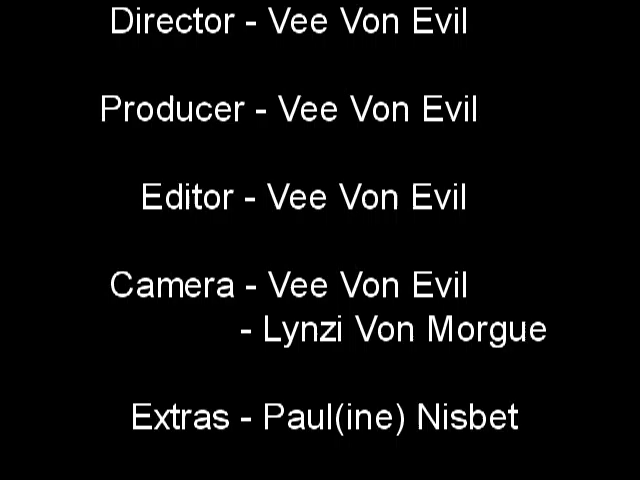 Director - Vee Von Evil
Producer - Vee Von Evil
Editor - Vee Von Evil
Camera - Vee Von Evil
- Lynzi Von Morgue
Extras - Paul(ine) Nisbet